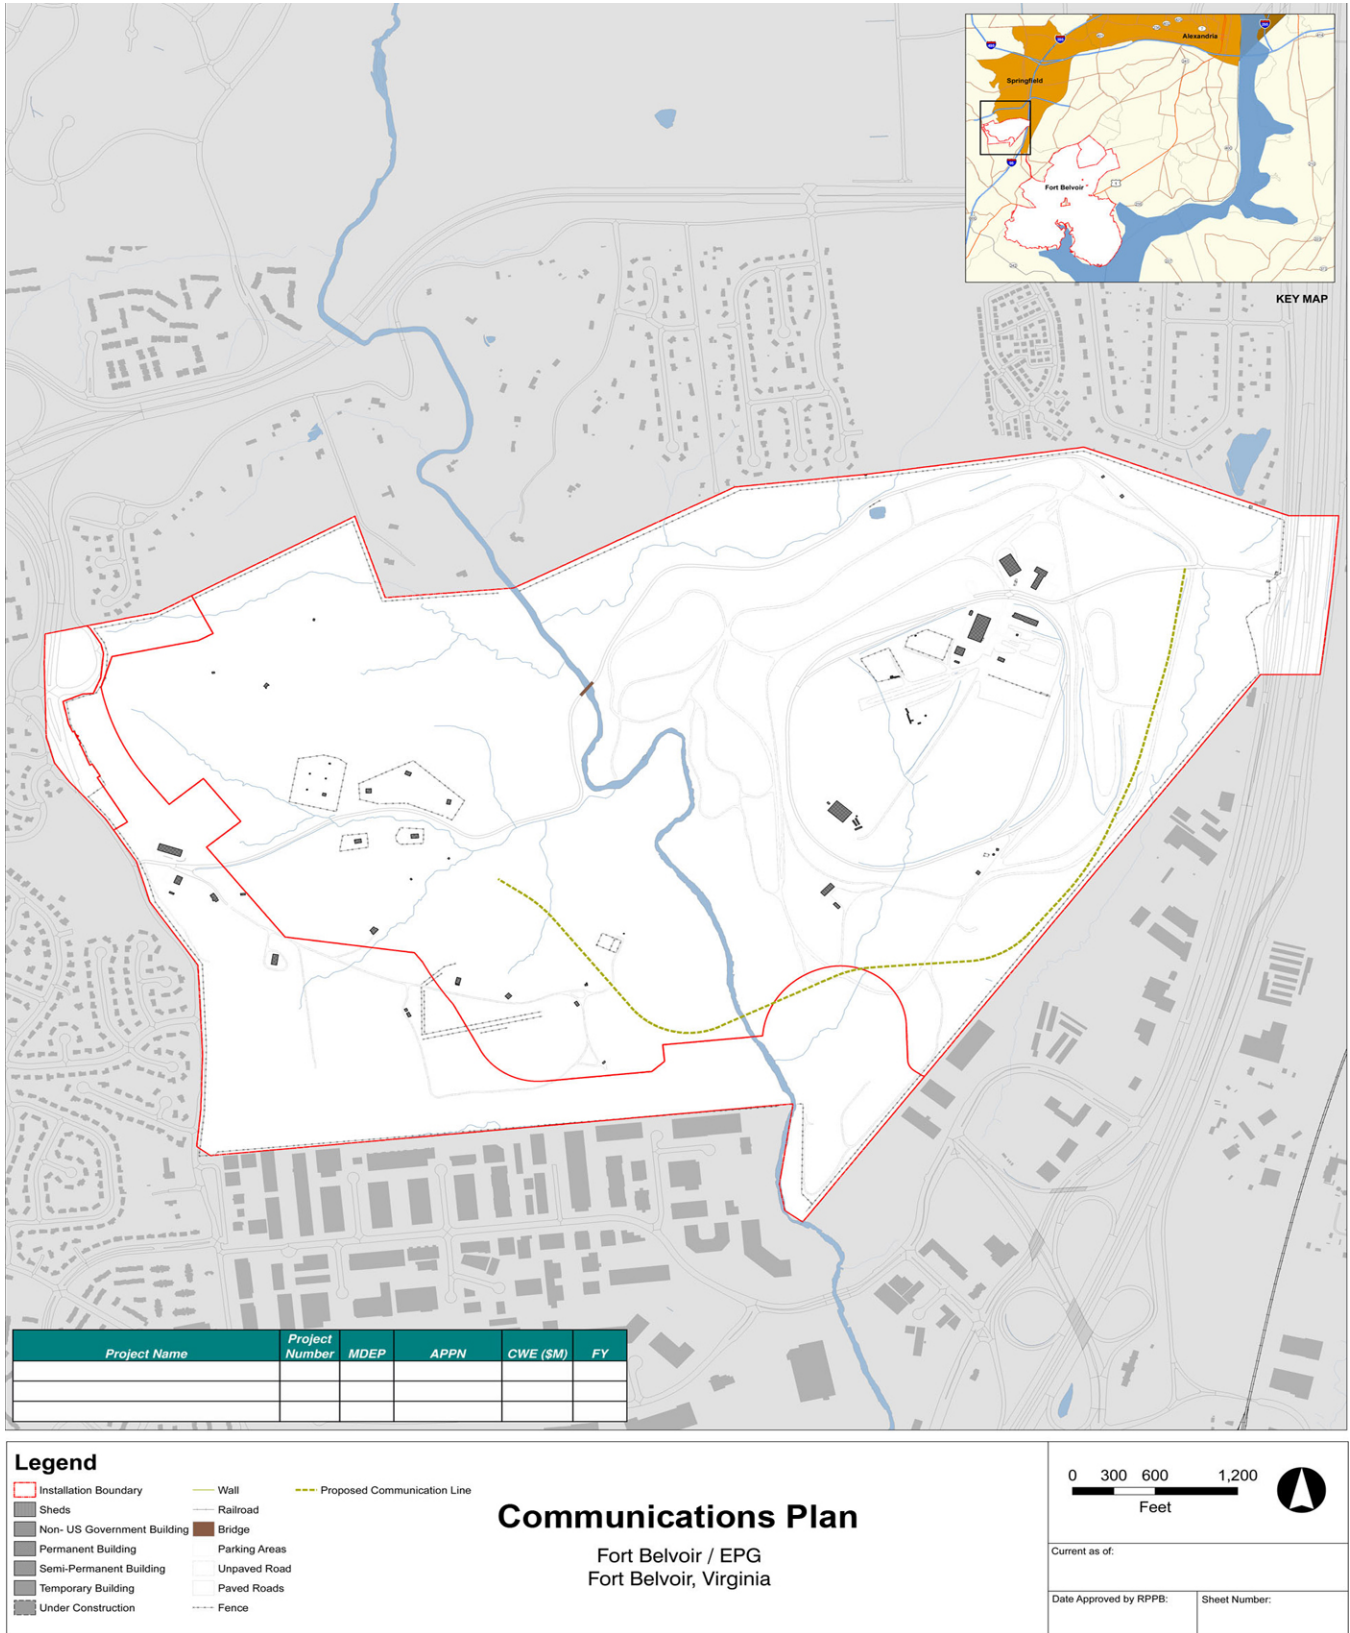 Alexandria
Springfield
Fort Belvoir
KEY MAP
Project Name
Project Number
MDEP
APPN
CWE ($M)
FY
Legend
Installation Boundary
Sheds
Non- US Government Building
Permanent Building
Semi-Permanent Building
Temporary Building
Under Construction
Wall
Railroad
Bridge
Parking Areas
Unpaved Road
Paved Roads
Fence
Proposed Communication Line
Communications Plan
Fort Belvoir / EPG
Fort Belvoir, Virginia
0 300 600 1,200
Feet
Current as of:
Date Approved by RPPB:
Sheet Number: